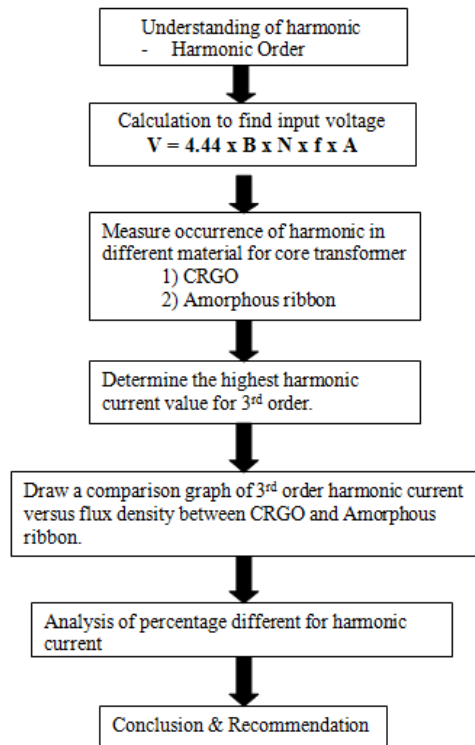 Understanding of harmonic
- Harmonic Order
Calculation to find input voltage
V = 4.44 x B x N x f x A
Measure occurrence of harmonic in
different material for core transformer
1) CRGO
2) Amorphous ribbon
Determine the highest harmonic
current value for 3rd order.
Draw a comparison graph of 3rd order harmonic current
versus flux density between CRGO and Amorphous
ribbon.
Analysis of percentage different for harmonic
current
Conclusion & Recommendation